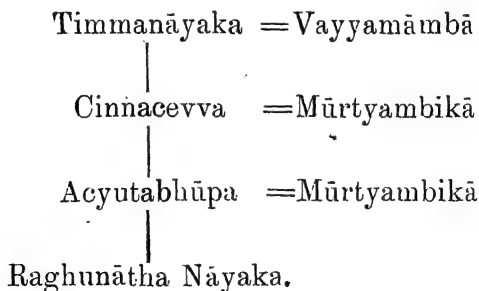 Timmanāyaka = Vayyamāmbā
Cinnacevva = Mūrtyambikā
Acyutabhūpa = Mūrtyambikā
Raghunātha Nāyaka.